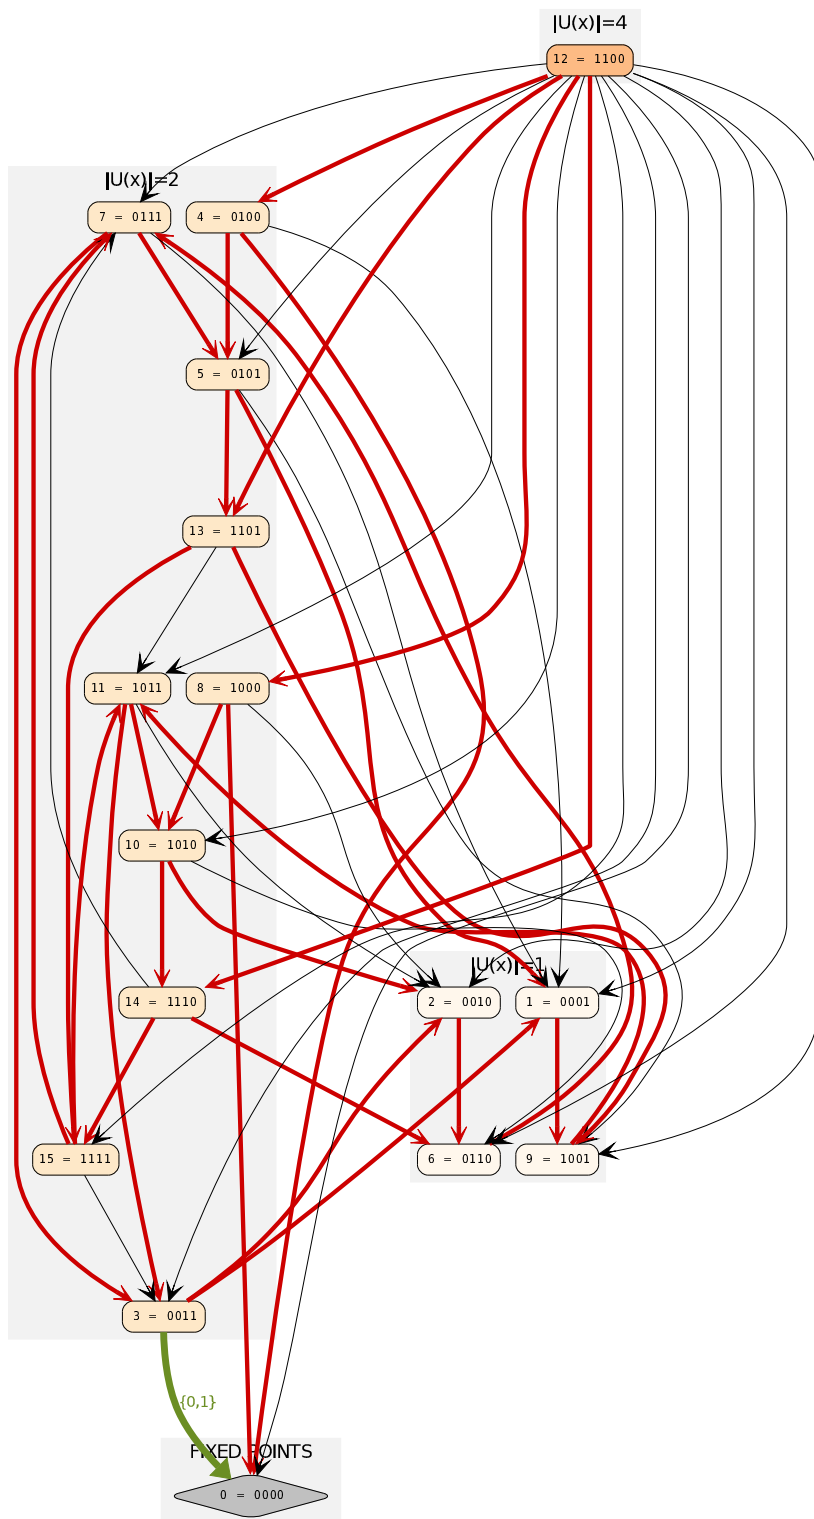 |U(x)|=4
12 = 1100
|U(x)|=2
7 = 0111
4 = 0100
5 = 0101
13 = 1101
11 = 1011
8 = 1000
10 = 1010
|U(x)|=1
14 = 1110
2 = 0010
1 = 0001
15 = 1111
6 = 0110
9 = 1001
3 = 0011
{0,1}
FIXED POINTS
0 = 0000